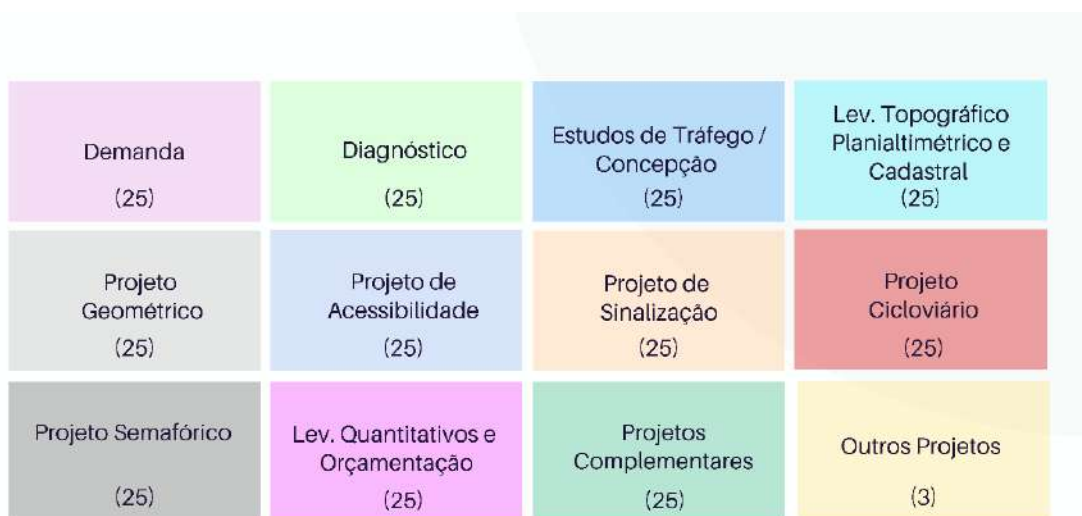 Demanda
(25)
Diagnóstico
(25)
Estudos de Tráfego /
Concepção
(25)
Lev. Topográfico
Planialtimétrico e
Cadastral
(25)
Projeto
Geométrico
(25)
Projeto de
Acessibilidade
(25)
Projeto de
Sinalização
(25)
Projeto
Cicloviário
(25)
Projeto Semafórico
(25)
Lev. Quantitativos e
Orçamentação
(25)
Projetos
Complementares
(25)
Outros Projetos
(3)